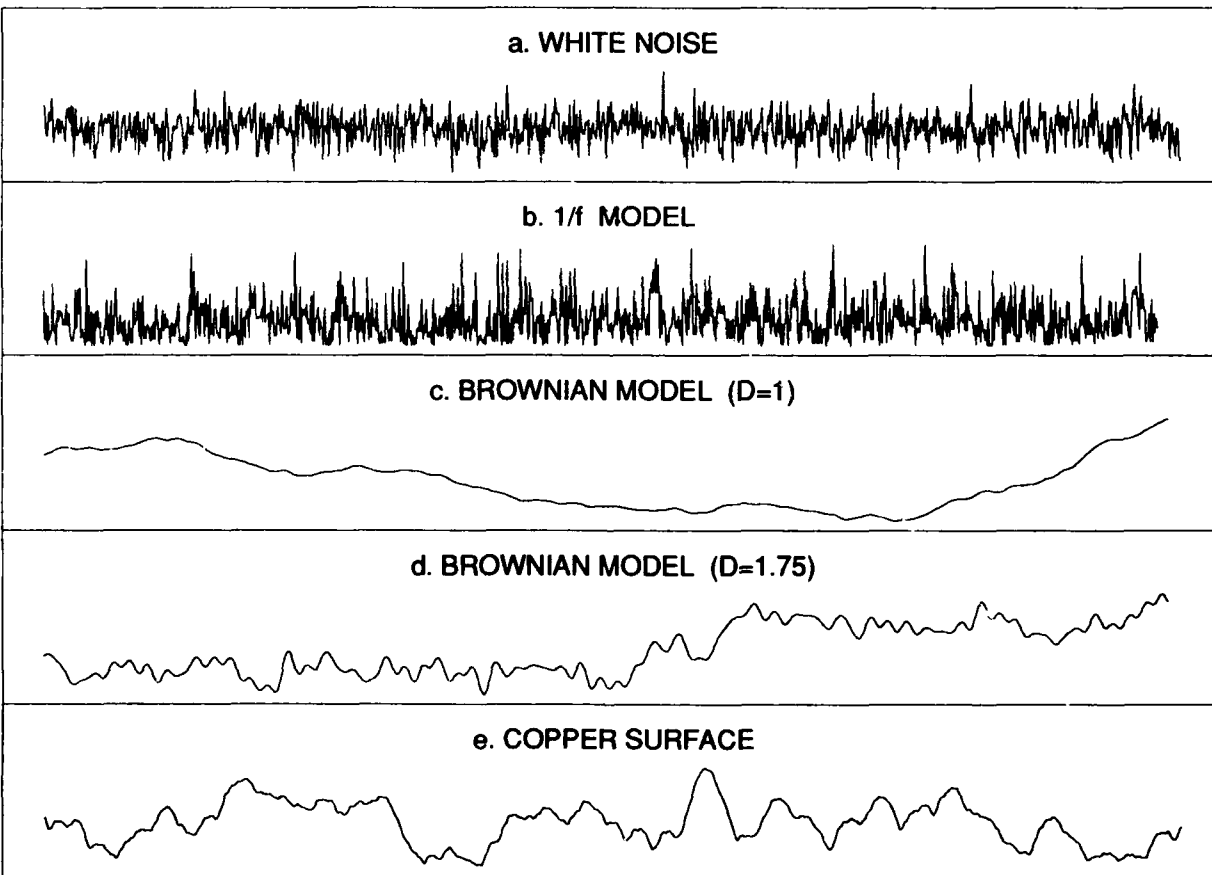 a. WHITE NOISE
b. 1/f MODEL
c. BROWNIAN MODEL (D=1)
d. BROWNIAN MODEL (D=1.75)
e. COPPER SURFACE